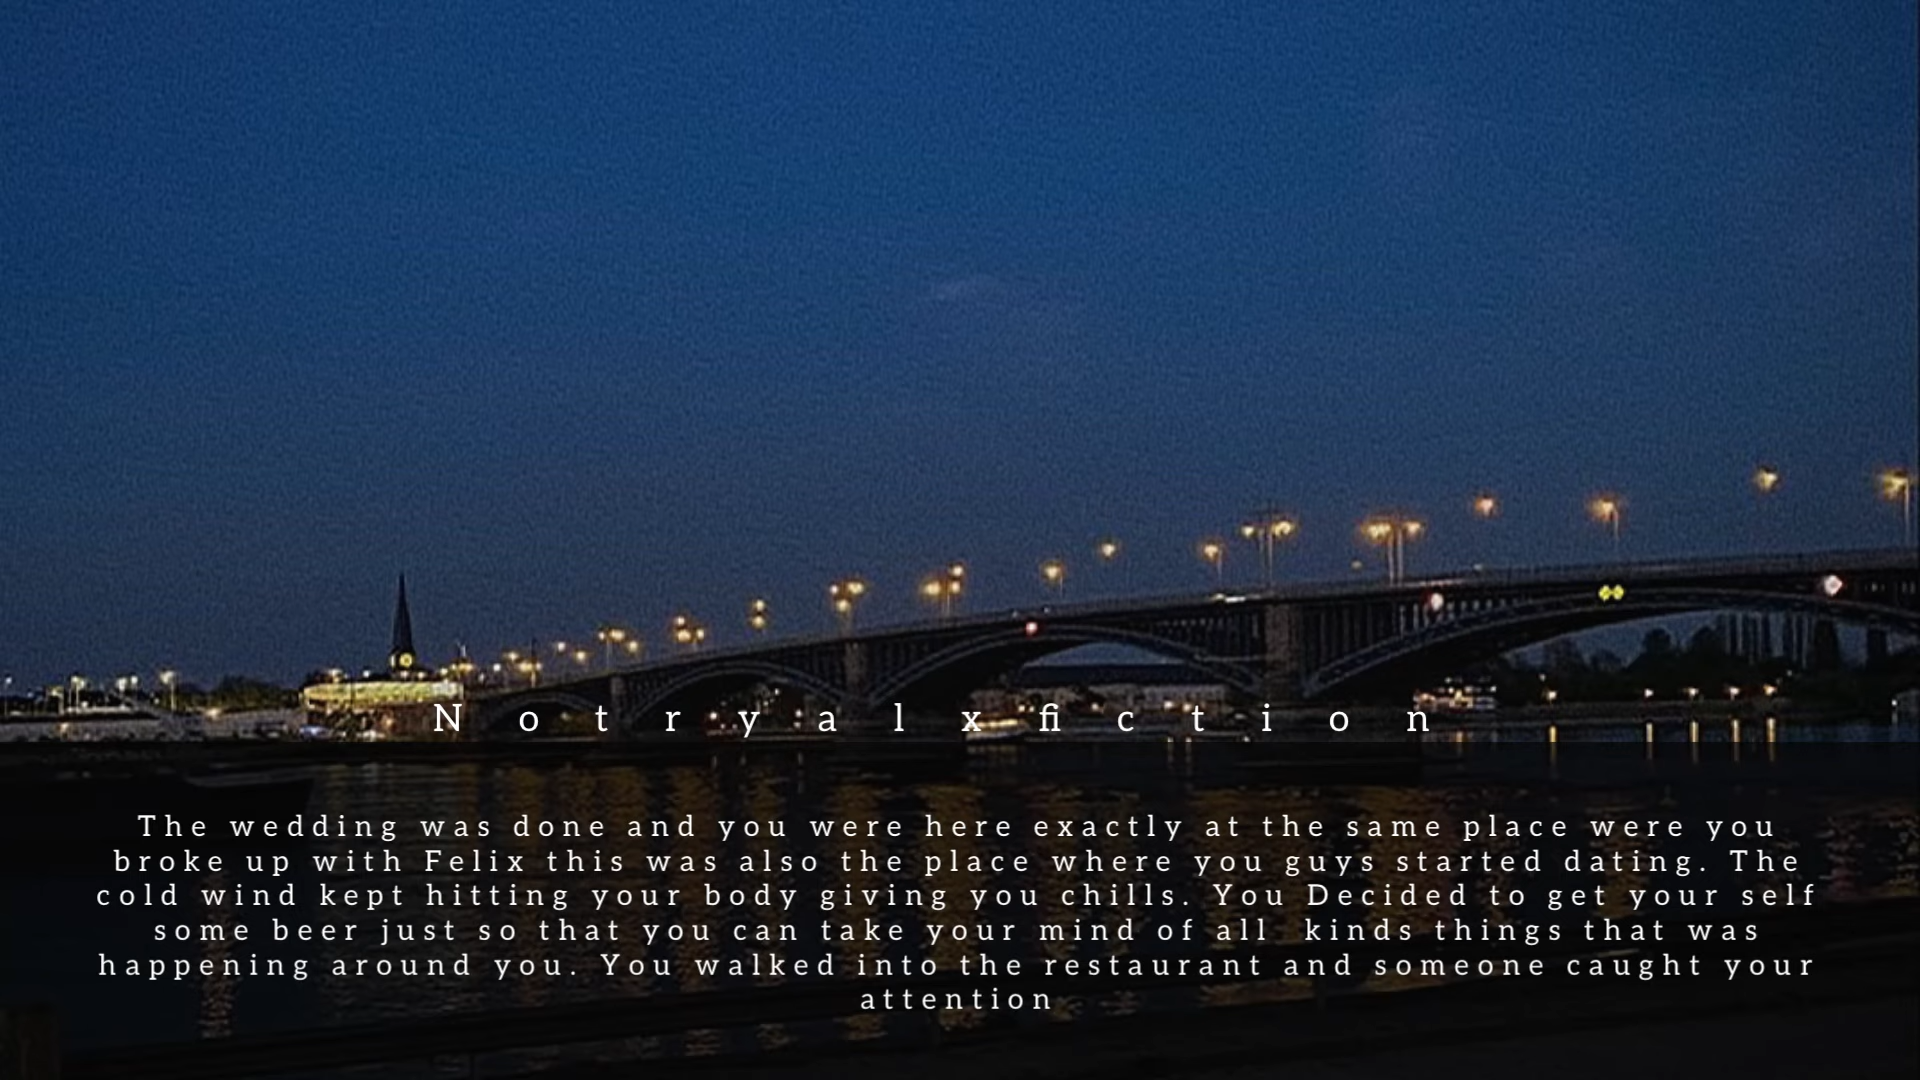 Notryalxfiction
The wedding was done and you were here exactly at the same place were you
broke up with Felix this was also the place where you guys started dating. The
cold wind kept hitting your body giving you chills. You Decided to get your self
some beer just so that you can take your mind of all  kinds things that was
happening around you. You walked into the restaurant and someone caught your
attention